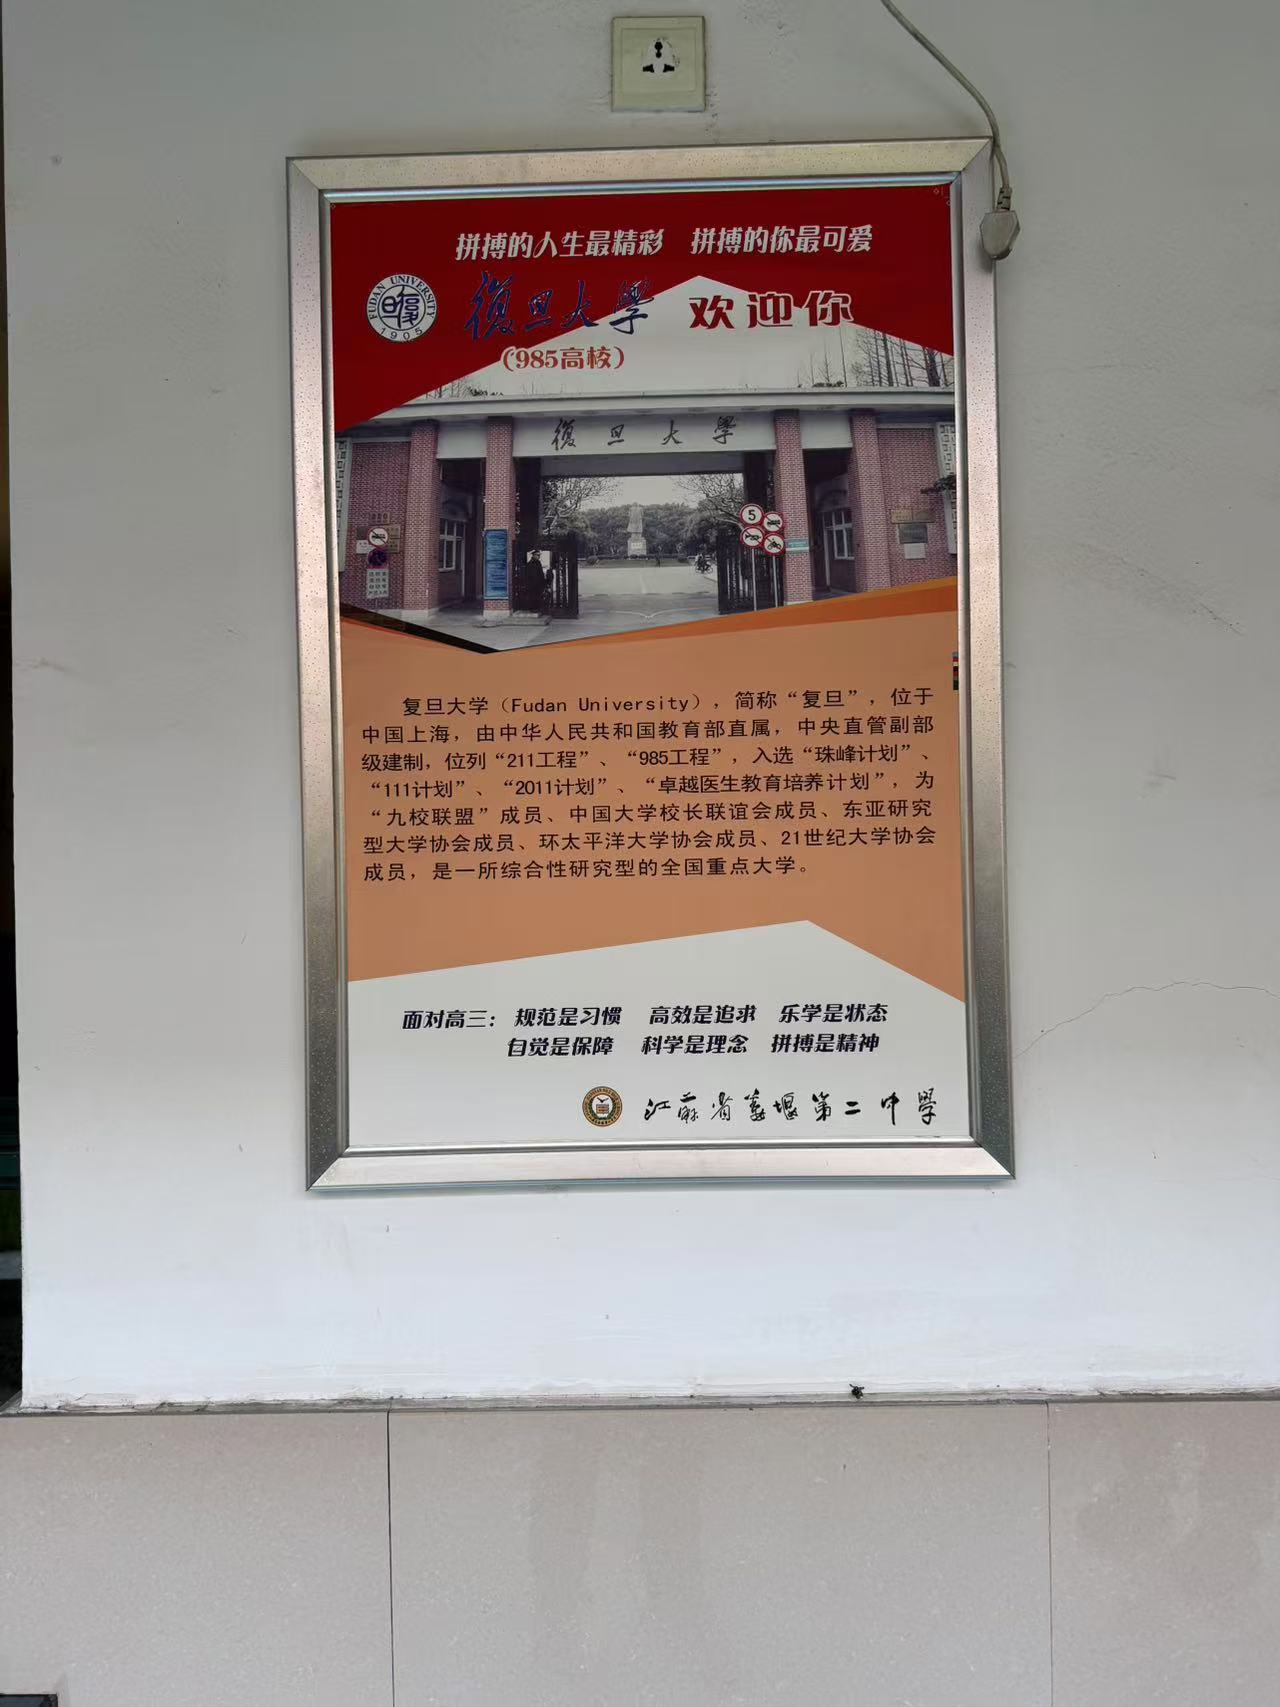 拼搏的人生最精彩 拼搏的你最可爱
FUDAN UNIVERSITY
1905
復旦大學 欢迎你
(985高校)
復旦大學
5
复旦大学（Fudan University），简称“复旦”，位于
中国上海，由中华人民共和国教育部直属，中央直管副部
级建制，位列“211工程”、“985工程”，入选“珠峰计划”、
“111计划”、“2011计划”、“卓越医生教育培养计划”，为
“九校联盟”成员、中国大学校长联谊会成员、东亚研究
型大学协会成员、环太平洋大学协会成员、21世纪大学协会
成员，是一所综合性研究型的全国重点大学。
面对高三：规范是习惯 高效是追求 乐学是状态
自觉是保障 科学是理念 拼搏是精神
江蘇省姜堰第二中學